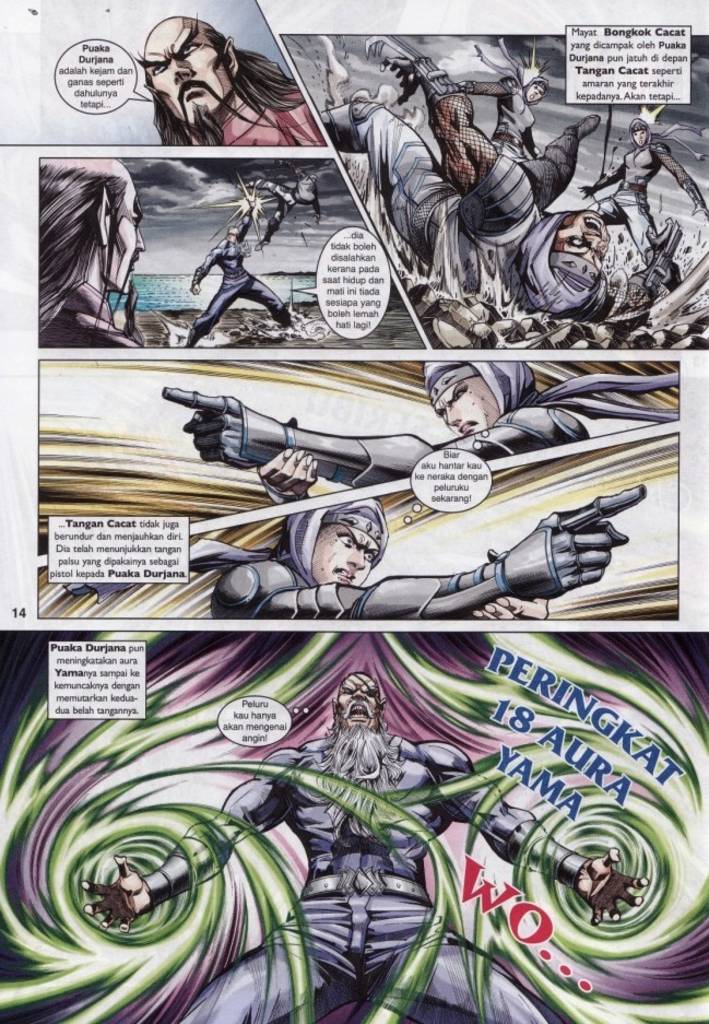 Puaka
Durjana
adalah kejam dan
ganas seperti
dahulunya
tetapi...
Mayat Bongkok Cacat
yang dicampak oleh Puaka
Durjana pun jatuh di depan
Tangan Cacat seperti
amaran yang terakhir
kepadanya. Akan tetapi...
...dia
tidak boleh
disalahkan
kerana pada
saat hidup dan
mati ini tiada
sesiapa yang
boleh lemah
hati lagi!
Biar
aku hantar kau
ke neraka dengan
peluruku
sekarang!
...Tangan Cacat tidak juga
berundur dan menjauhkan diri.
Dia telah menunjukkan tangan
palsu yang dipakainya sebagai
pistol kepada Puaka Durjana.
14
Puaka Durjana pun
meningkatakan aura
Yamanya sampai ke
kemuncaknya dengan
memutarkan kedua-
dua belah tangannya.
Peluru
kau hanya
akan mengenai
angin!
PERINGKAT
18 AURA
YAMA
WO...